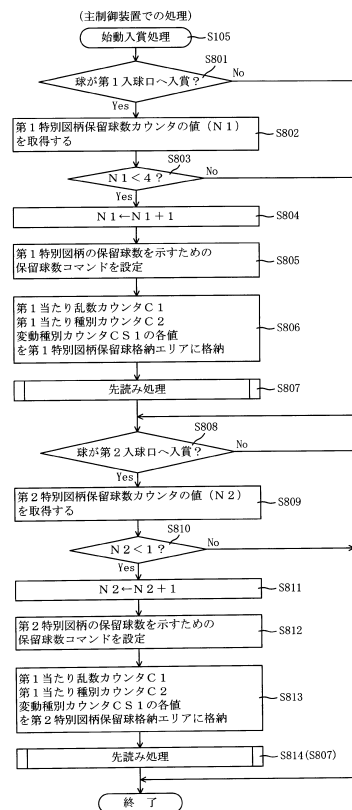 (主制御装置での処理)
始動入賞処理
S105
S801
球が第1入球口へ入賞?
No
Yes
第1特別図柄保留球数カウンタの値(N1)
を取得する
S802
S803
N1<4?
No
Yes
N1←N1+1
S804
第1特別図柄の保留球数を示すための
保留球数コマンドを設定
S805
第1当たり乱数カウンタC1
第1当たり種別カウンタC2
変動種別カウンタCS1の各値
を第1特別図柄保留球格納エリアに格納
S806
先読み処理
S807
S808
球が第2入球口へ入賞?
No
Yes
第2特別図柄保留球数カウンタの値(N2)
を取得する
S809
S810
N2<1?
No
Yes
N2←N2+1
S811
第2特別図柄の保留球数を示すための
保留球数コマンドを設定
S812
第1当たり乱数カウンタC1
第1当たり種別カウンタC2
変動種別カウンタCS1の各値
を第2特別図柄保留球格納エリアに格納
S813
先読み処理
S814(S807)
終 了